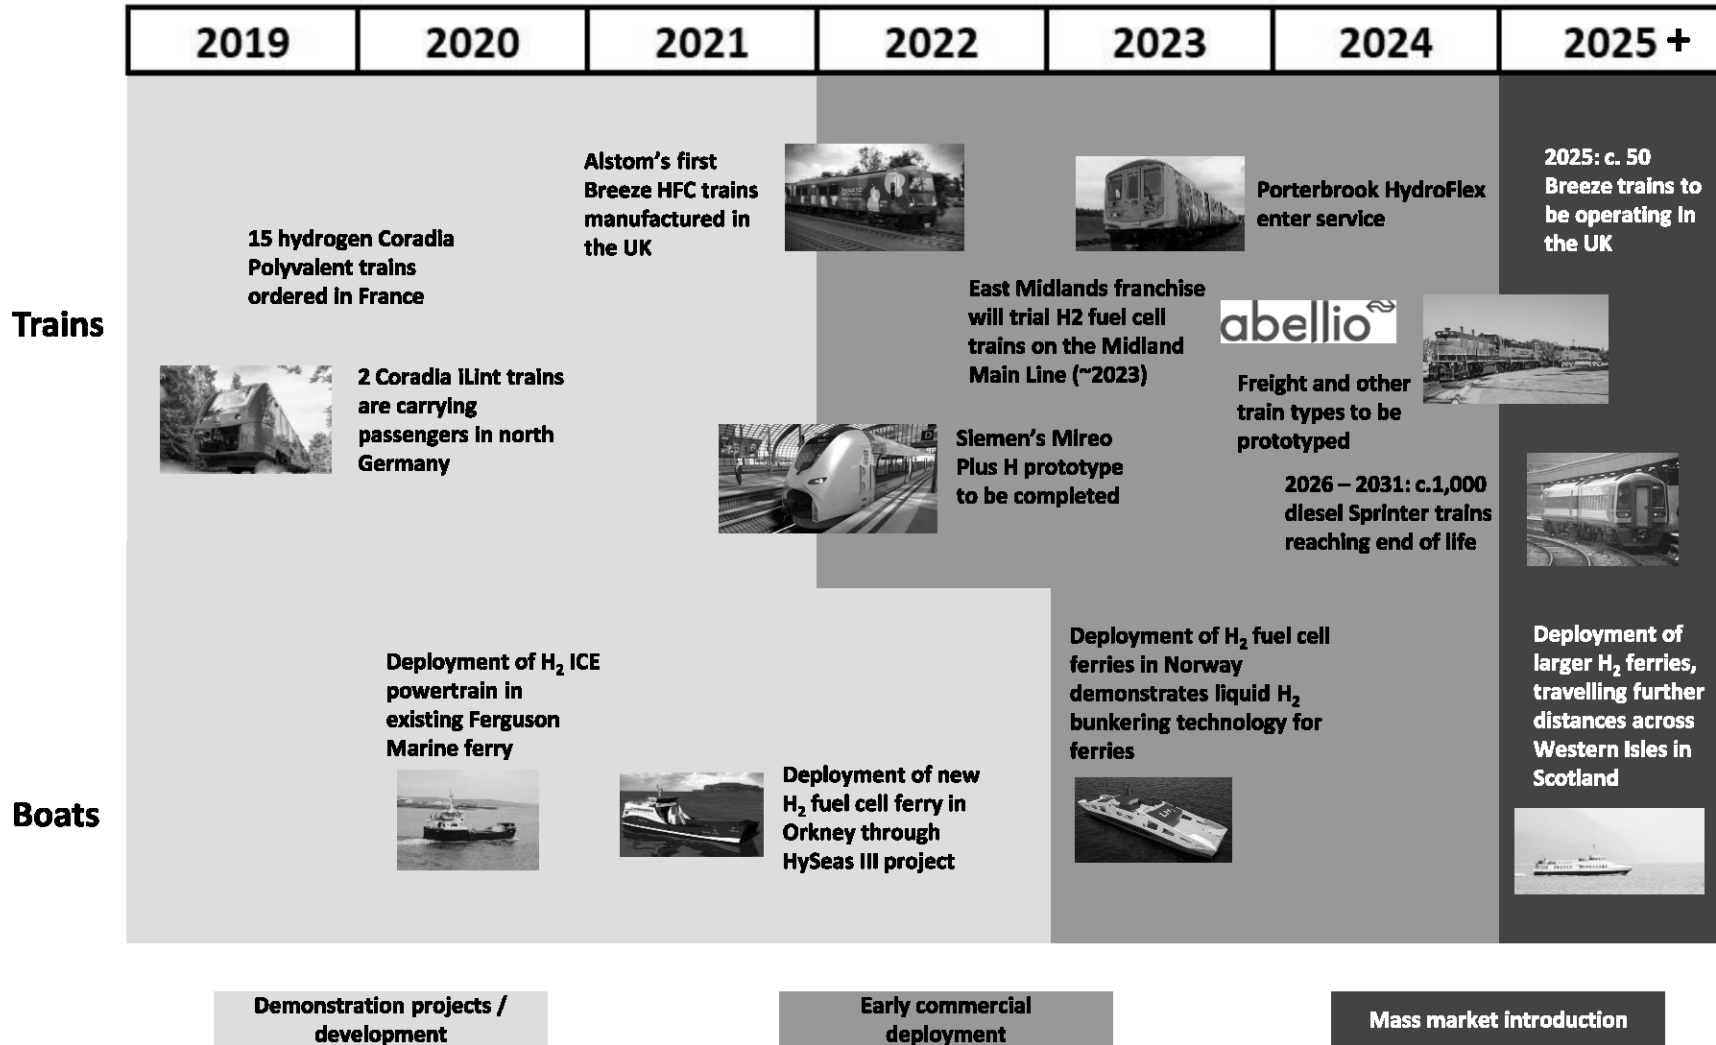 2019
2020
2021
2022
2023
2024
2025 +
Trains
15 hydrogen Coradia
Polyvalent trains
ordered in France
2 Coradia iLint trains
are carrying
passengers in north
Germany
Alstom's first
Breeze HFC trains
manufactured in
the UK
Siemen's Mireo
Plus H prototype
to be completed
East Midlands franchise
will trial H2 fuel cell
trains on the Midland
Main Line (~2023)
Porterbrook HydroFlex
enter service
abellio
Freight and other
train types to be
prototyped
2026 – 2031: c.1,000
diesel Sprinter trains
reaching end of life
2025: c. 50
Breeze trains to
be operating in
the UK
Boats
Deployment of H₂ ICE
powertrain in
existing Ferguson
Marine ferry
Deployment of new
H₂ fuel cell ferry in
Orkney through
HySeas III project
Deployment of H₂ fuel cell
ferries in Norway
demonstrates liquid H₂
bunkering technology for
ferries
Deployment of
larger H₂ ferries,
travelling further
distances across
Western Isles in
Scotland
Demonstration projects /
development
Early commercial
deployment
Mass market introduction